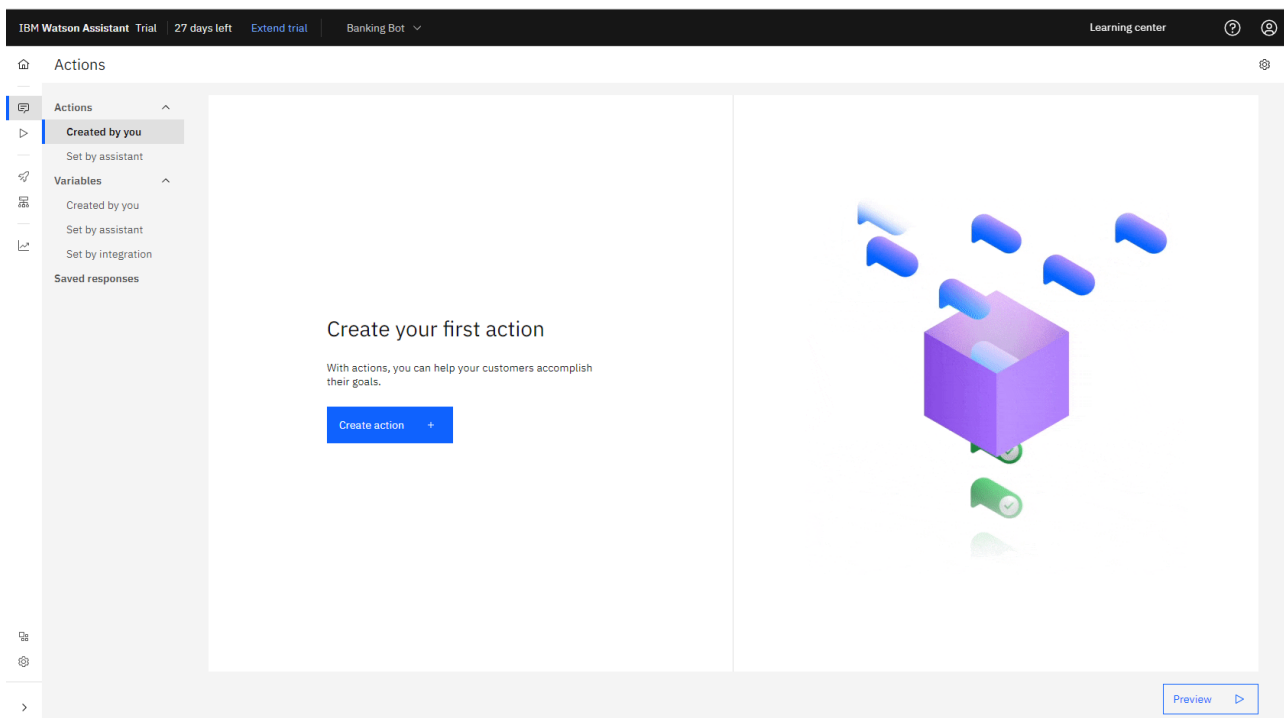 IBM Watson Assistant Trial 27 days left Extend trial Banking Bot Learning center
Actions
Actions
Created by you
Set by assistant
Variables
Created by you
Set by assistant
Set by integration
Saved responses
Create your first action
With actions, you can help your customers accomplish
their goals.
Create action +
Preview